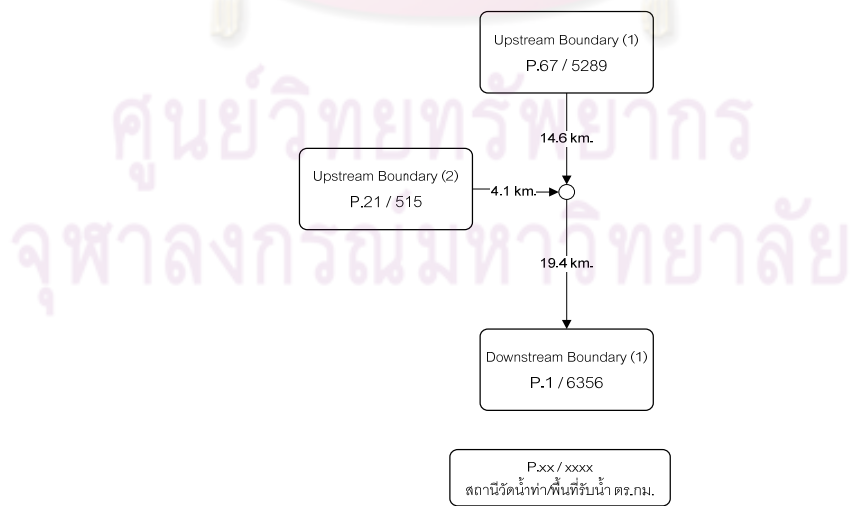 Upstream Boundary (1)
P.67 / 5289
14.6 km.
Upstream Boundary (2)
P.21 / 515
4.1 km.
19.4 km.
Downstream Boundary (1)
P.1 / 6356
P.xx / xxxx
สถานีวัดน้ำท่า/พื้นที่รับน้ำ ตร.กม.
ศูนย์วิทยทรัพยากร
จุฬาลงกรณ์มหาวิทยาลัย